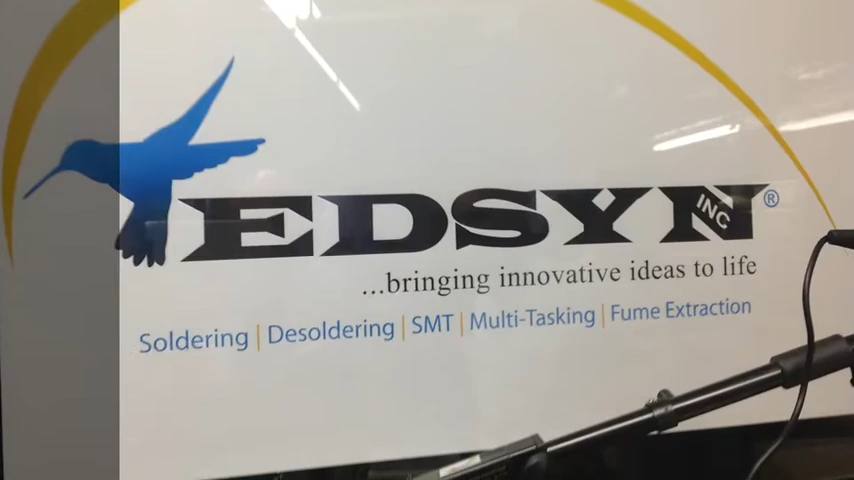 EDSYN INC ®
...bringing innovative ideas to life
Soldering | Desoldering | SMT | Multi-Tasking | Fume Extraction